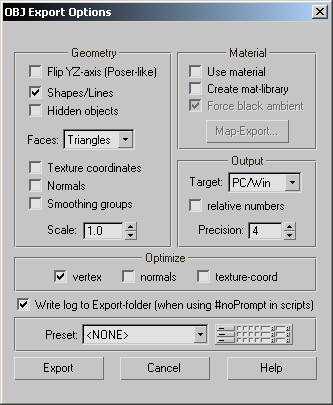 OBJ Export Options
Geometry
Flip YZ-axis (Poser-like)
Shapes/Lines
Hidden objects
Faces: Triangles
Texture coordinates
Normals
Smoothing groups
Scale: 1.0
Material
Use material
Create mat-library
Force black ambient
Map-Export...
Output
Target: PC/Win
relative numbers
Precision: 4
Optimize
vertex normals texture-coord
Write log to Export-folder (when using #noPrompt in scripts)
Preset: <NONE>
Export Cancel Help